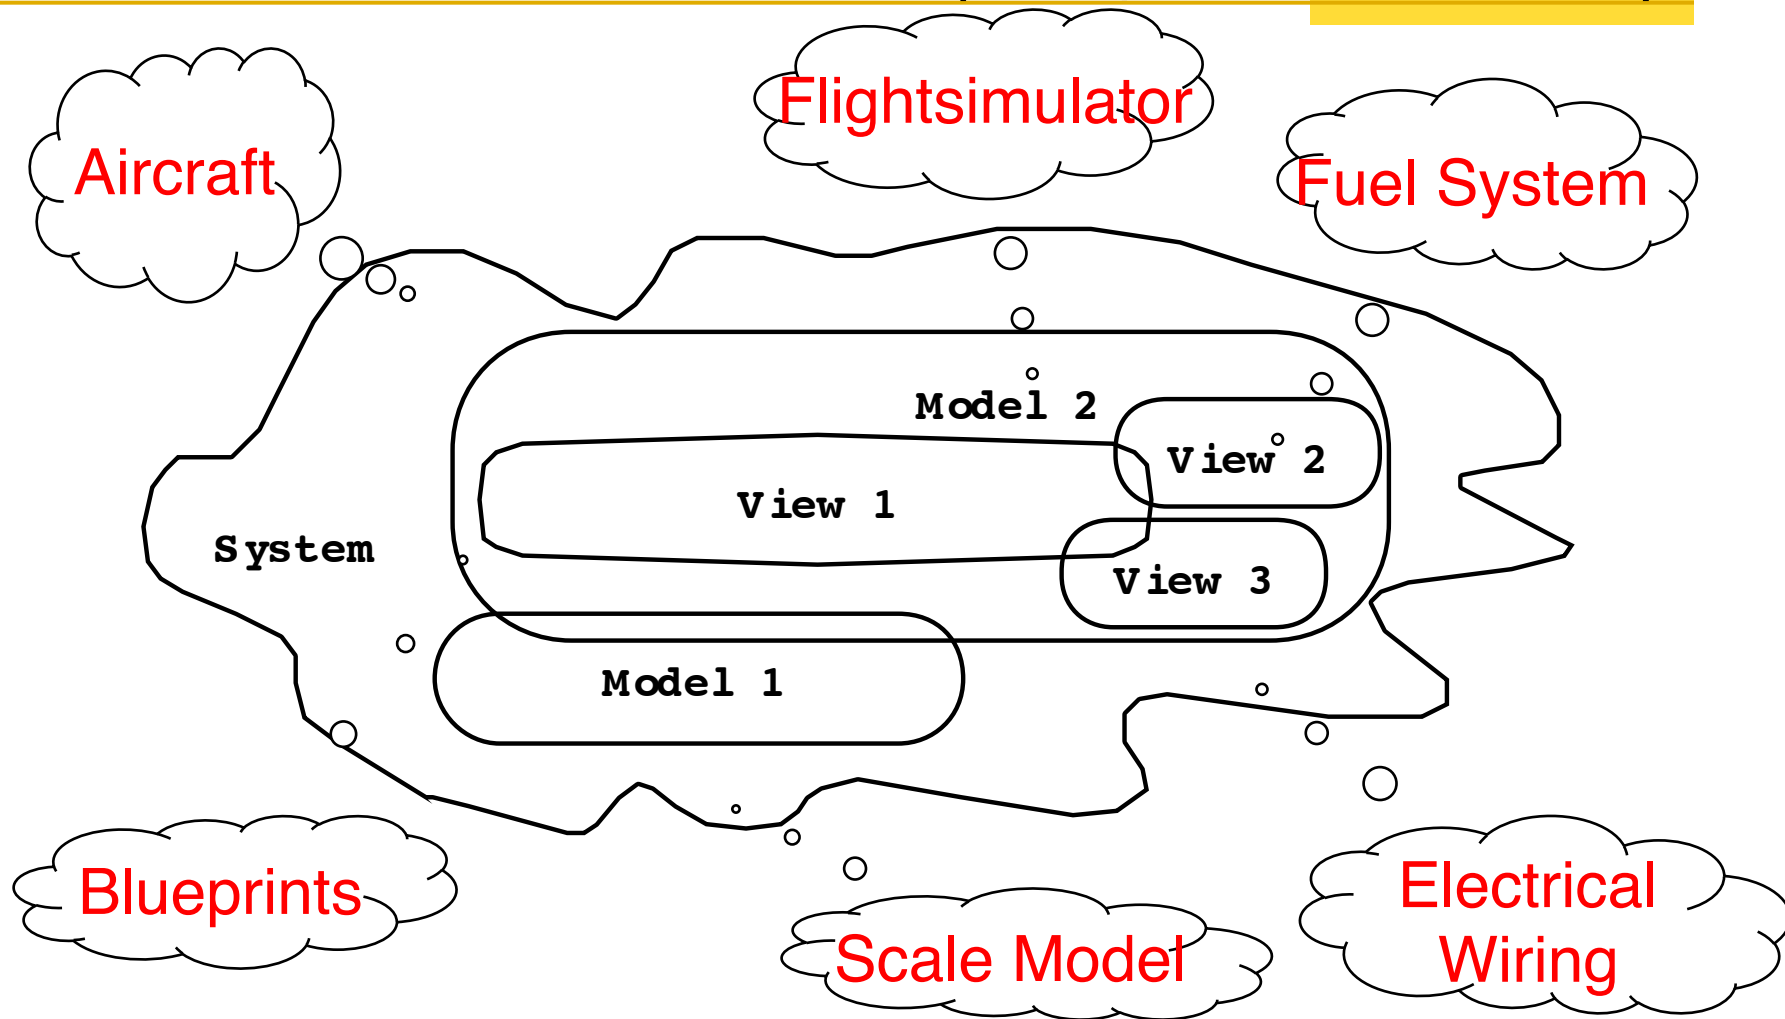 Flightsimulator
Aircraft
Fuel System
Model 2
View 2
View 1
System
View 3
Model 1
Blueprints
Electrical
Wiring
Scale Model